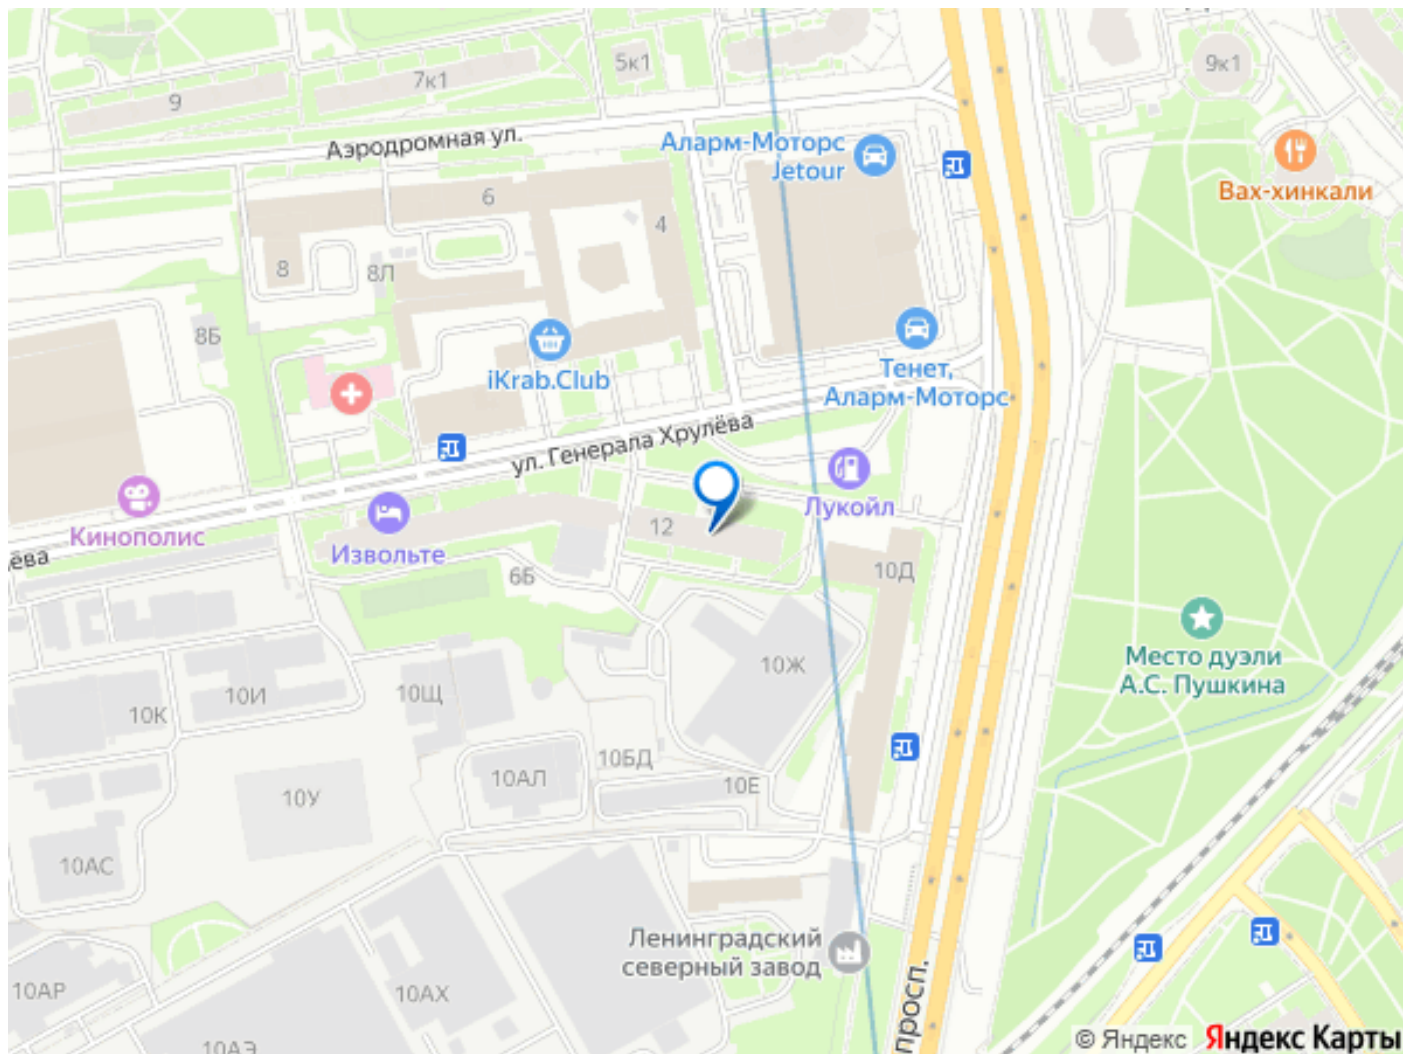 5к1
7к1
9к1
9
Аэродромная ул.
Аларм-Моторс
Jetour
Вах-хинкали
6
4
8
8Л
8Б
iKrab.Club
Тенет,
Аларм-Моторс
ул. Генерала Хрулёва
Кинополис
Извольте
Лукойл
12
ёва
6Б
10Д
Место дуэли
А.С. Пушкина
10Ж
10И
10Щ
10К
10БД
10АЛ
10Е
10У
10АС
Ленинградский
северный завод
10АР
10АХ
10АЭ
просп.
© Яндекс Яндекс Карты